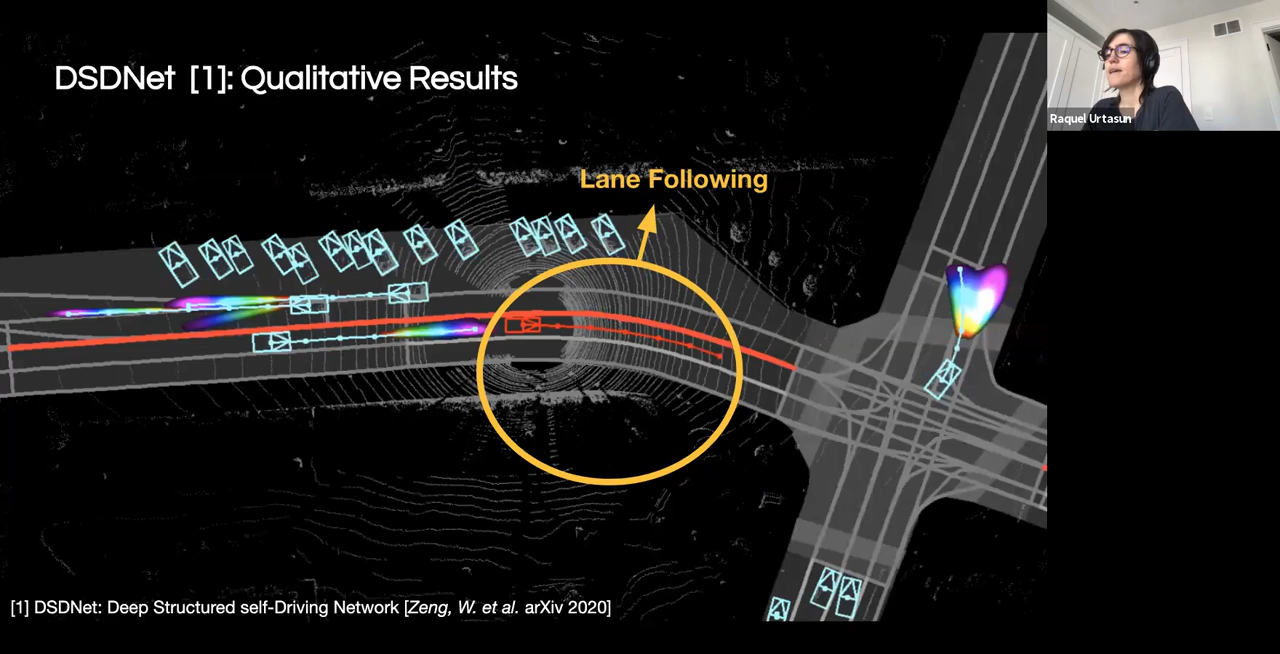 DSDNet [1]: Qualitative Results
Raquel Urtasun
Lane Following
[1] DSDNet: Deep Structured self-Driving Network [Zeng, W. et al. arXiv 2020]